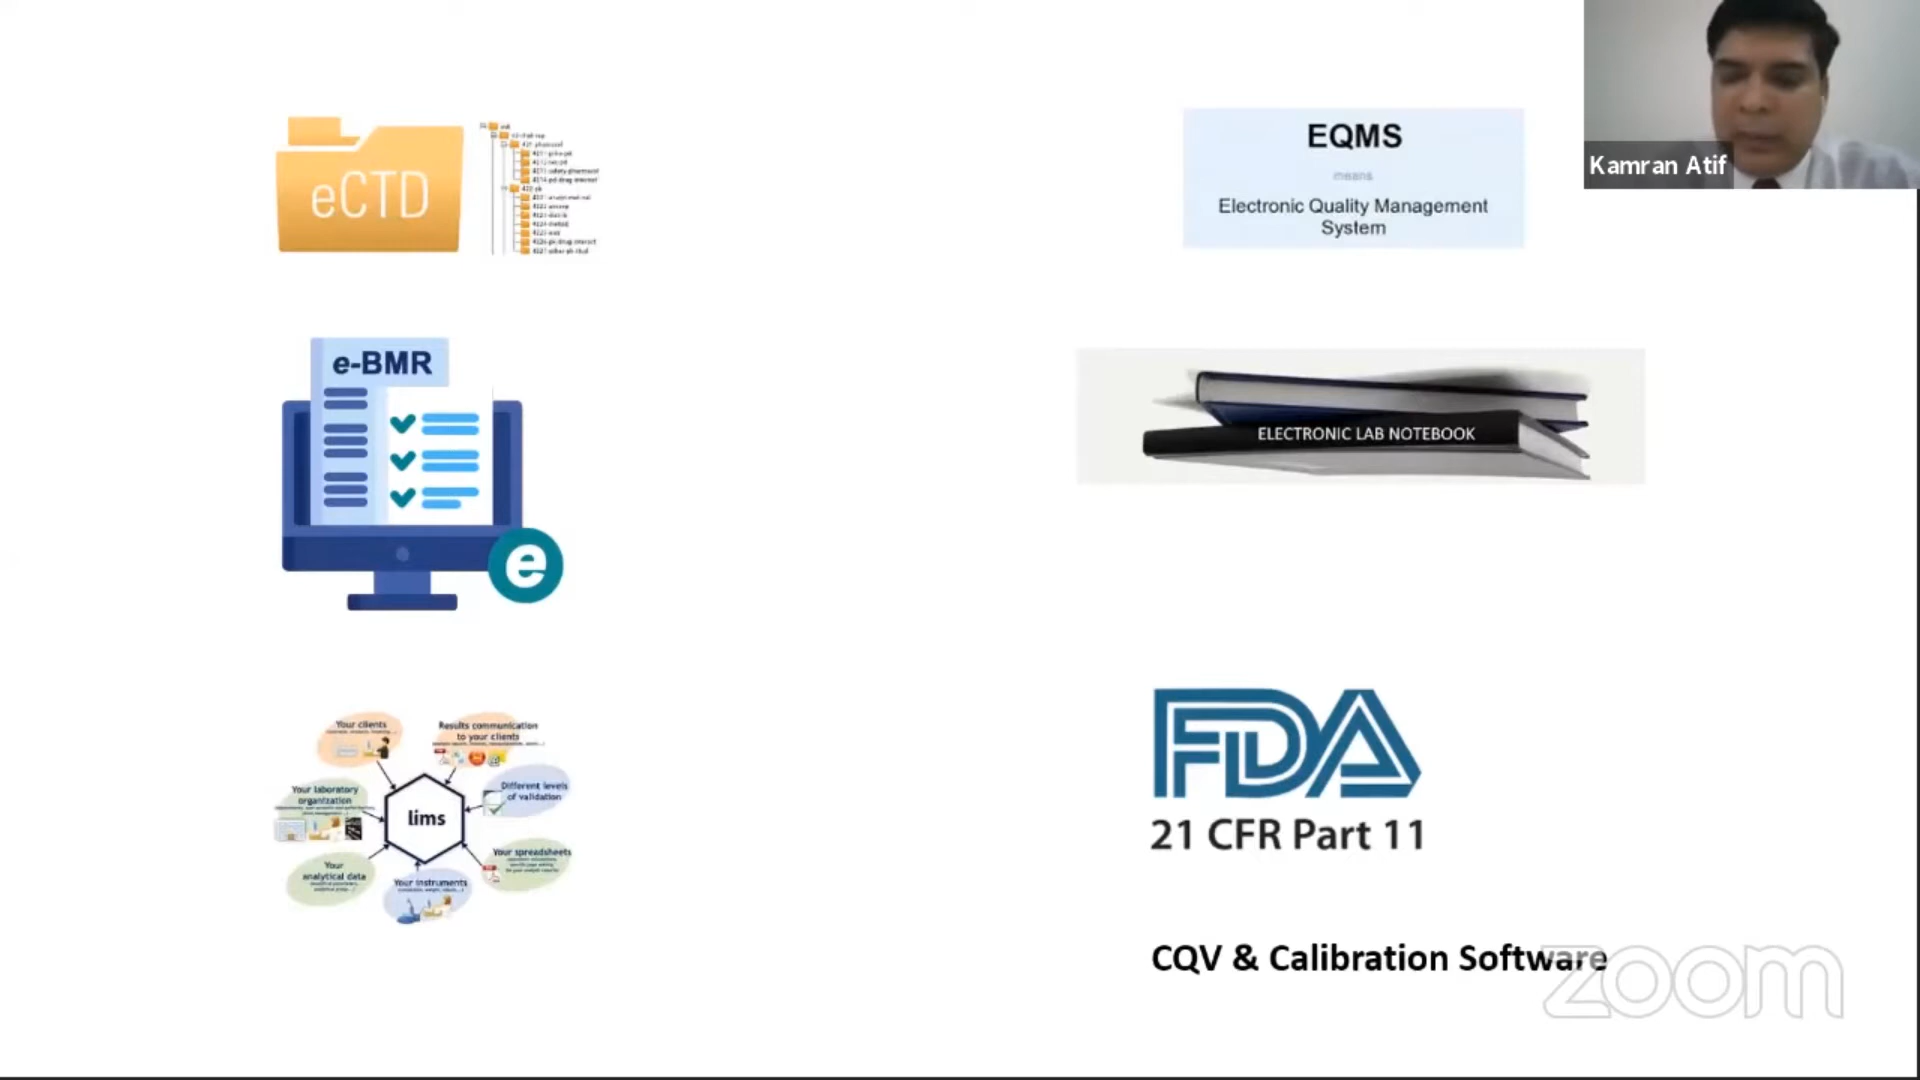 eCTD
EQMS
means
Electronic Quality Management
System
Kamran Atif
e-BMR
e
ELECTRONIC LAB NOTEBOOK
Your clients
Results communication
to your clients
Your laboratory
organization
Different levels
of validation
lims
Your spreadsheets
Your
analytical data
Your instruments
FDA
21 CFR Part 11
CQV & Calibration Software
zoom